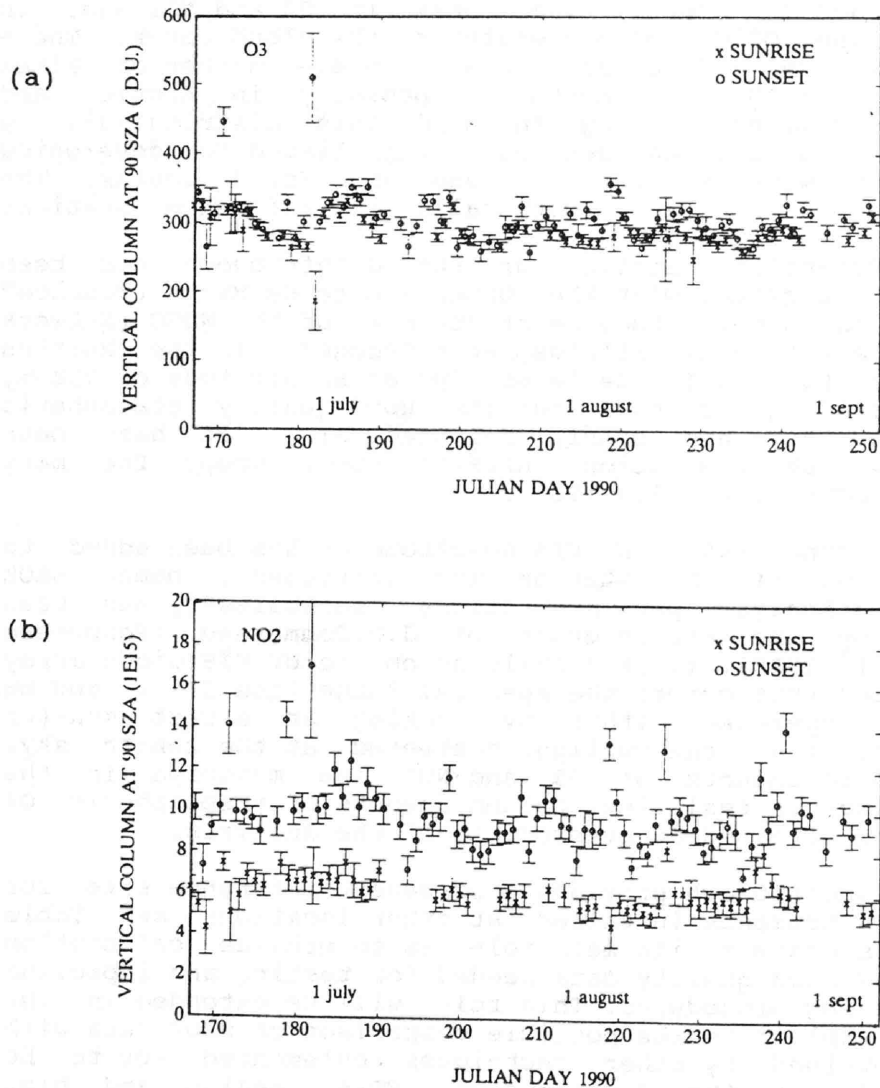 (a)
600
500
400
300
200
100
0
VERTICAL COLUMN AT 90 SZA ( D.U.)
O3
x SUNRISE
o SUNSET
1 july
1 august
1 sept
170 180 190 200 210 220 230 240 250
JULIAN DAY 1990
(b)
20
18
16
14
12
10
8
6
4
2
0
VERTICAL COLUMN AT 90 SZA (1E15)
NO2
x SUNRISE
o SUNSET
1 july
1 august
1 sept
170 180 190 200 210 220 230 240 250
JULIAN DAY 1990